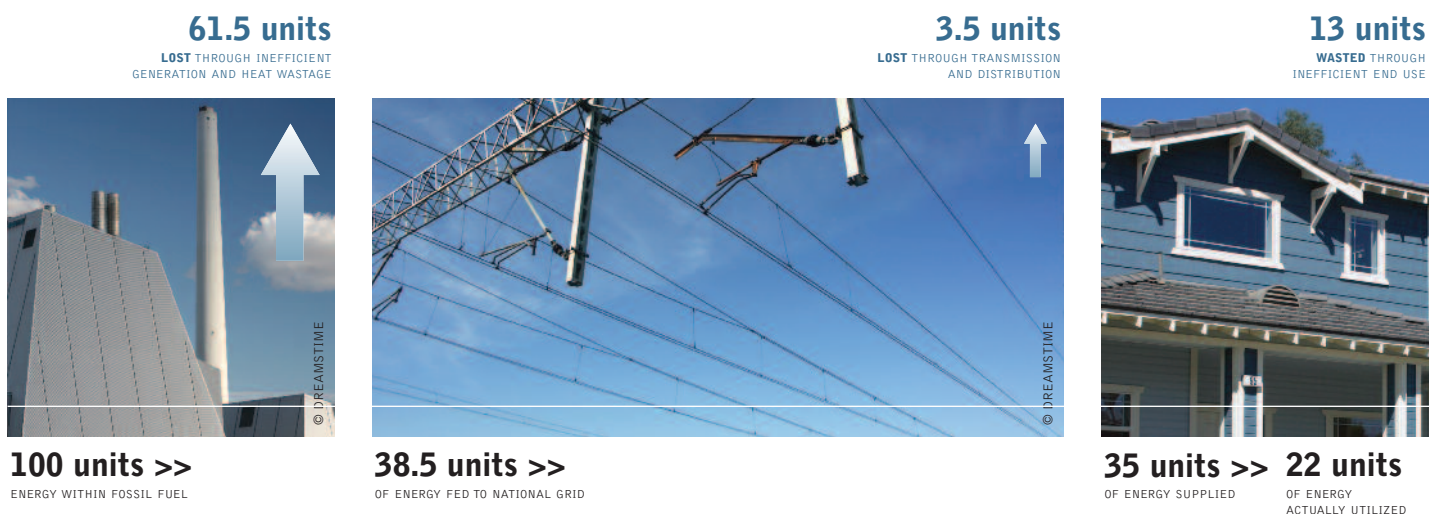 61.5 units
LOST THROUGH INEFFICIENT
GENERATION AND HEAT WASTAGE
3.5 units
LOST THROUGH TRANSMISSION
AND DISTRIBUTION
13 units
WASTED THROUGH
INEFFICIENT END USE
© DREAMSTIME
© DREAMSTIME
100 units >>
ENERGY WITHIN FOSSIL FUEL
38.5 units >>
OF ENERGY FED TO NATIONAL GRID
35 units >>
OF ENERGY SUPPLIED
22 units
OF ENERGY
ACTUALLY UTILIZED